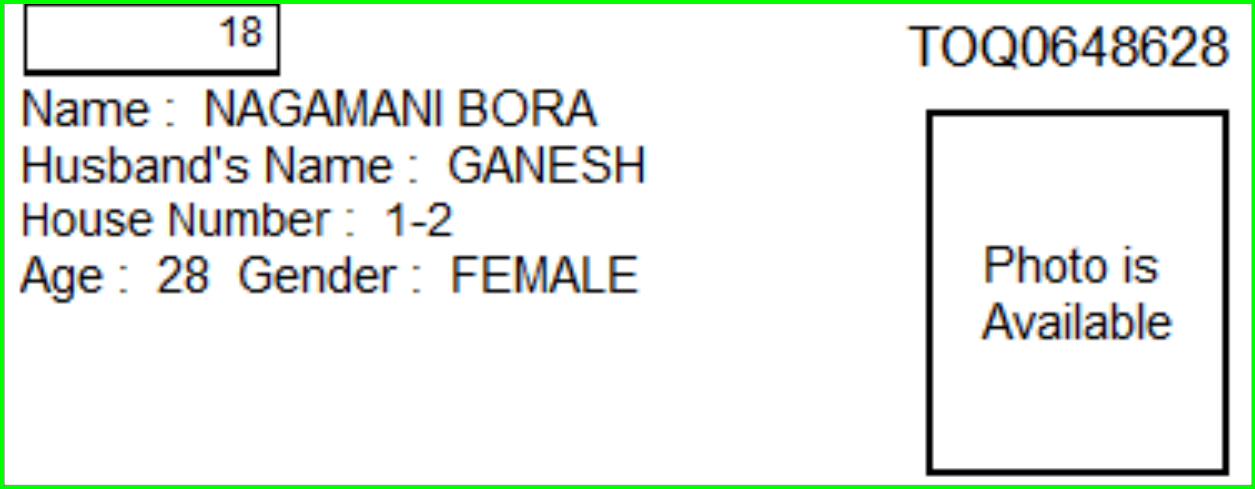 18
TOQ0648628
Name : NAGAMANI BORA
Husband's Name : GANESH
House Number : 1-2
Age : 28 Gender : FEMALE
Photo is
Available